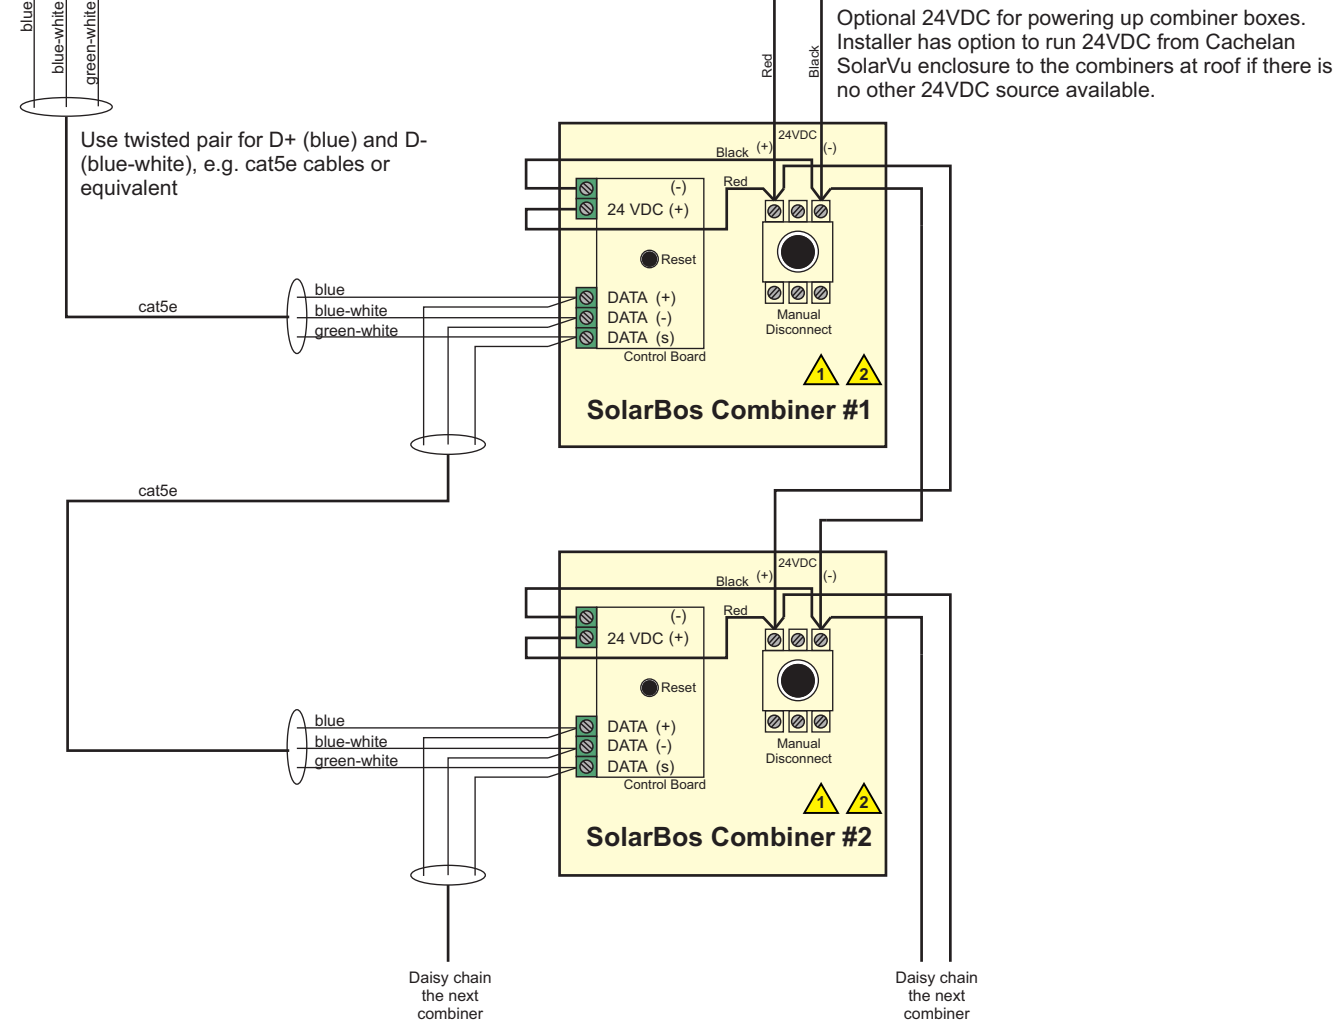 blue
blue-white
green-white
Red
Black
Optional 24VDC for powering up combiner boxes.
Installer has option to run 24VDC from Cachelan
SolarVu enclosure to the combiners at roof if there is
no other 24VDC source available.
Use twisted pair for D+ (blue) and D-
(blue-white), e.g. cat5e cables or
equivalent
24VDC
Black (+) (-)
Red
(-)
24 VDC (+)
Reset
cat5e
blue
blue-white
green-white
DATA (+)
DATA (-)
DATA (s)
Control Board
Manual
Disconnect
1 2
SolarBos Combiner #1
cat5e
24VDC
Black (+) (-)
Red
(-)
24 VDC (+)
Reset
blue
blue-white
green-white
DATA (+)
DATA (-)
DATA (s)
Control Board
Manual
Disconnect
1 2
SolarBos Combiner #2
Daisy chain
the next
combiner
Daisy chain
the next
combiner